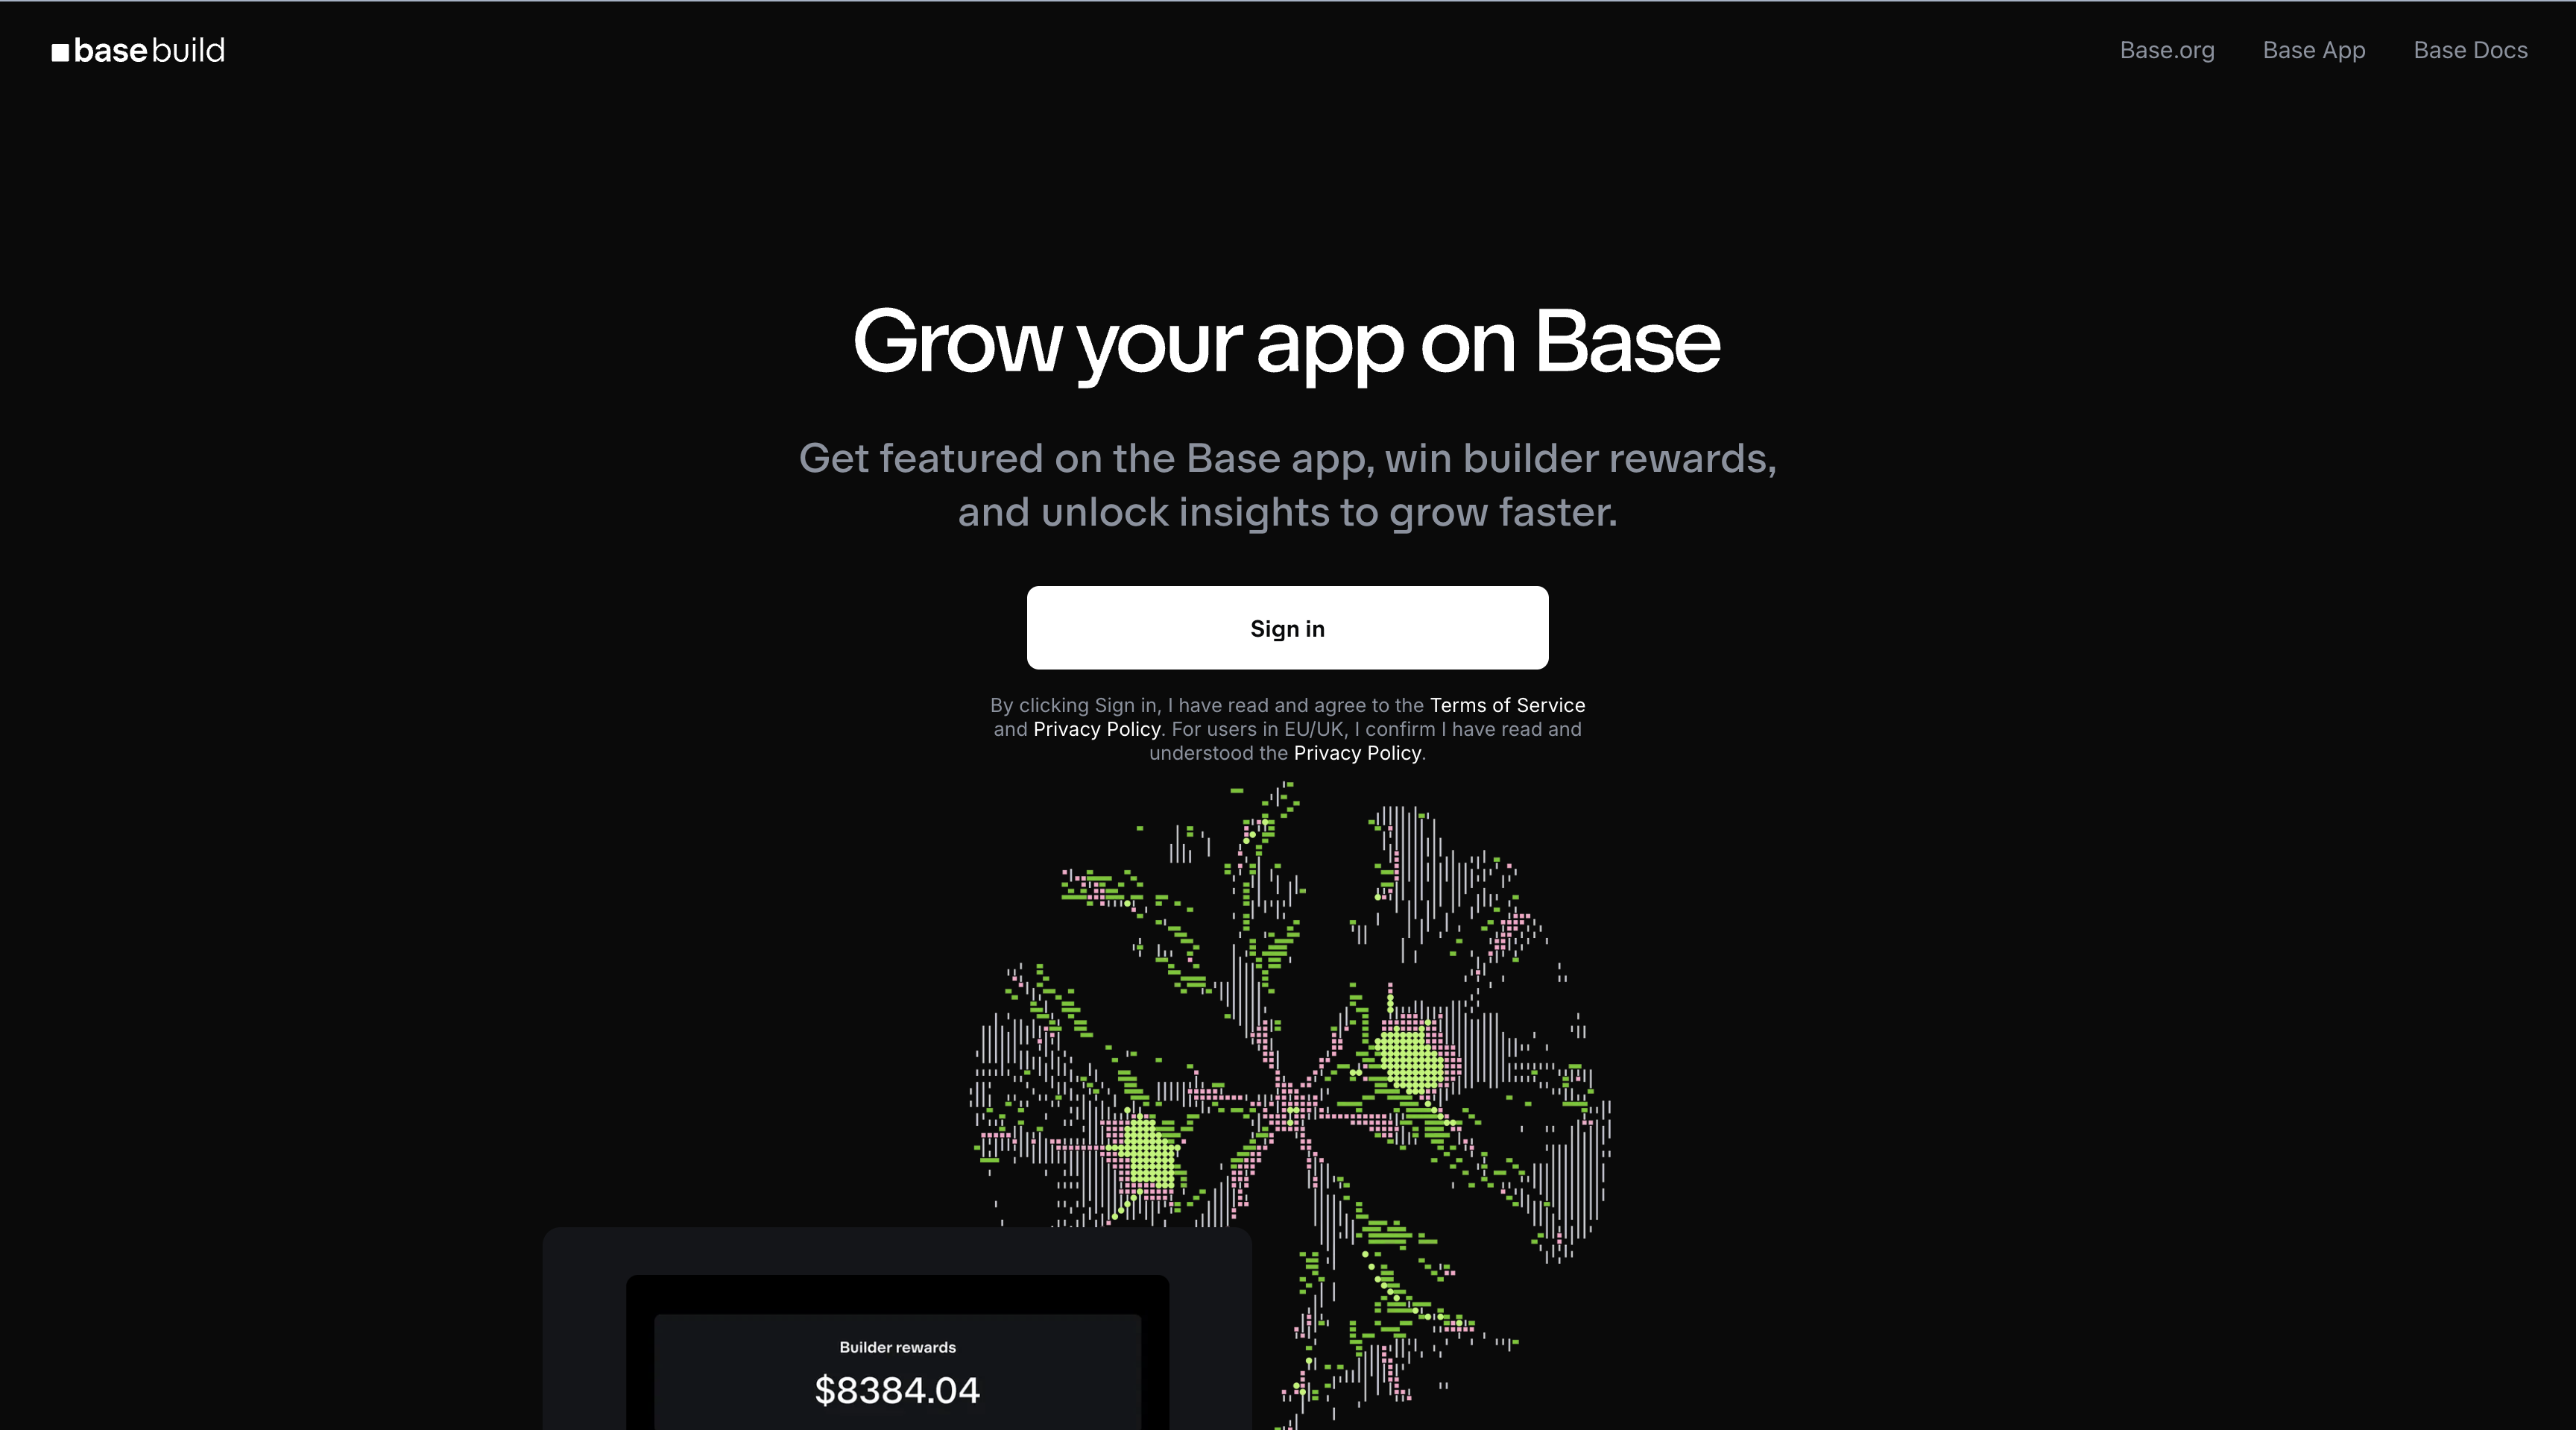 base build
Base.org Base App Base Docs
Grow your app on Base
Get featured on the Base app, win builder rewards,
and unlock insights to grow faster.
Sign in
By clicking Sign in, I have read and agree to the Terms of Service
and Privacy Policy. For users in EU/UK, I confirm I have read and
understood the Privacy Policy.
Builder rewards
$8384.04